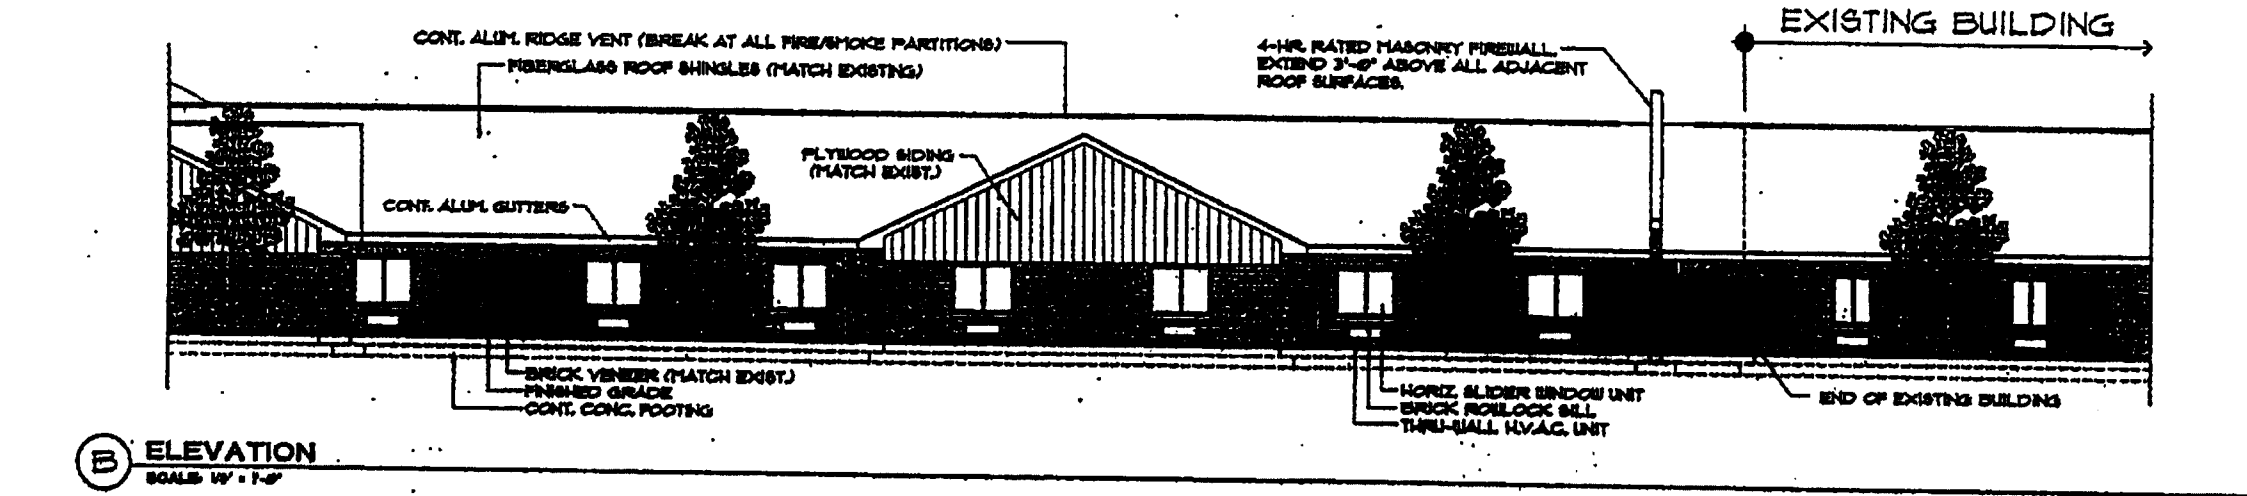 EXISTING BUILDING
CONT. ALUM. RIDGE VENT (BREAK AT ALL FIRE/SMOKE PARTITIONS)
FIBERGLASS ROOF SHINGLES (MATCH EXISTING)
4-HR. RATED MASONRY FIREWALL.
EXTEND 3'-0" ABOVE ALL ADJACENT
ROOF SURFACES.
PLYWOOD SIDING
(MATCH EXIST.)
CONT. ALUM. GUTTERS
BRICK VENEER (MATCH EXIST.)
FINISHED GRADE
CONT. CONC. FOOTING
HORIZ. SLIDER WINDOW UNIT
BRICK ROWLOCK SILL
THRU-WALL H.V.A.C. UNIT
END OF EXISTING BUILDING
B ELEVATION
SCALE: 1'-0"